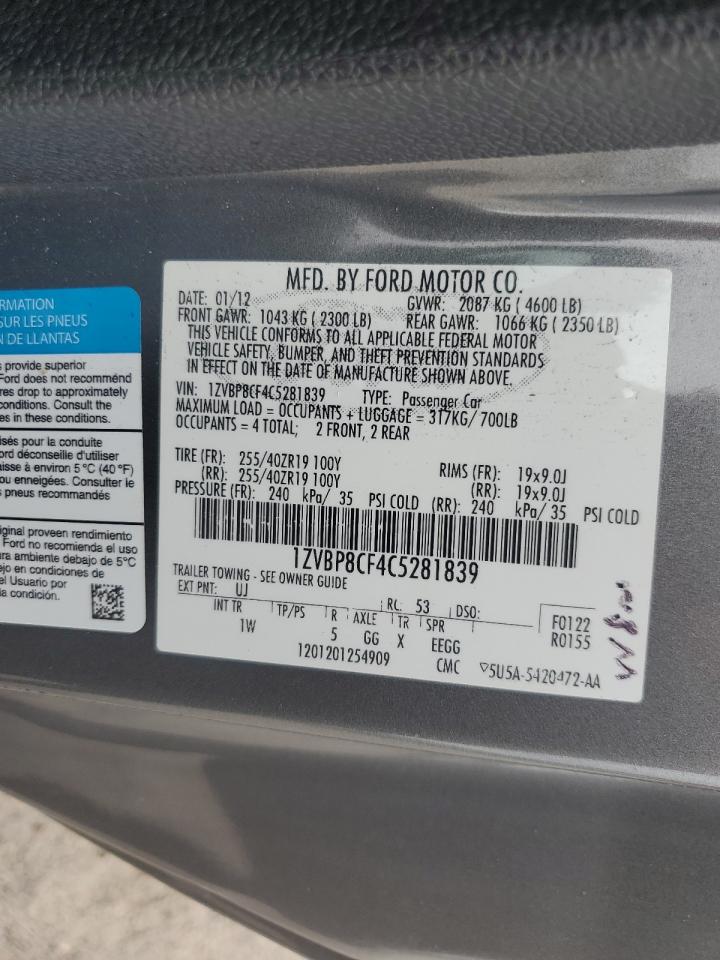 RMATION
SUR LES PNEUS
N DE LLANTAS
s provide superior
Ford does not recommend
res drop to approximately
conditions. Consult the
es in these conditions.
isés pour la conduite
ord déconseille d'utiliser
aisse à environ 5 °C (40 °F)
ou enneigées. Consulter le
s pneus recommandés
iginal proveen rendimiento
Ford no recomienda el uso
ra ambiente debajo de 5°C
ejo en condiciones de
el Usuario por
la condición.
MFD. BY FORD MOTOR CO.
DATE: 01/12 GVWR: 2087 KG ( 4600 LB)
FRONT GAWR: 1043 KG ( 2300 LB) REAR GAWR: 1066 KG ( 2350 LB)
THIS VEHICLE CONFORMS TO ALL APPLICABLE FEDERAL MOTOR
VEHICLE SAFETY, BUMPER, AND THEFT PREVENTION STANDARDS
IN EFFECT ON THE DATE OF MANUFACTURE SHOWN ABOVE.
VIN: 1ZVBP8CF4C5281839 TYPE: Passenger Car
MAXIMUM LOAD = OCCUPANTS + LUGGAGE = 317KG/ 700LB
OCCUPANTS = 4 TOTAL; 2 FRONT, 2 REAR
TIRE (FR): 255/40ZR19 100Y RIMS (FR): 19x9.0J
(RR): 255/40ZR19 100Y (RR): 19x9.0J
PRESSURE (FR): 240 kPa/ 35 PSI COLD (RR): 240 kPa/ 35 PSI COLD
1ZVBP8CF4C5281839
TRAILER TOWING - SEE OWNER GUIDE
EXT PNT: UJ RC: 53 DSO: F0122
INT TR TP/PS R AXLE TR SPR R0155
1W 5 GG X EEGG
1201201254909 CMC 5U5A-5420472-AA